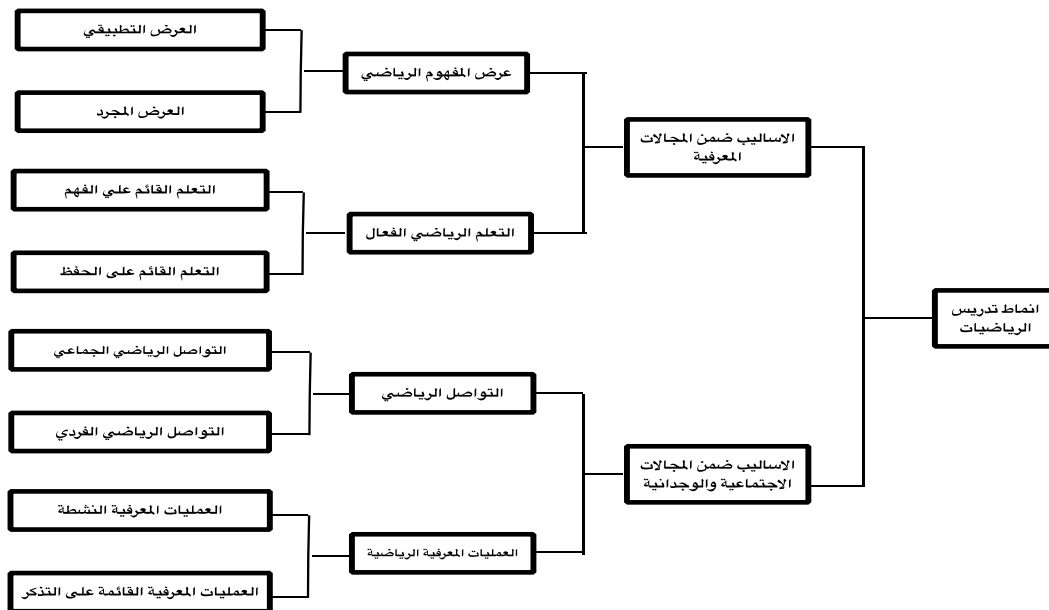 انماط تدريس
الرياضيات
الاساليب ضمن المجالات
المعرفية
عرض المفهوم الرياضي
العرض التطبيقي
العرض المجرد
التعلم الرياضي الفعال
التعلم القائم علي الفهم
التعلم القائم على الحفظ
الاساليب ضمن المجالات
الاجتماعية والوجدانية
التواصل الرياضي
التواصل الرياضي الجماعي
التواصل الرياضي الفردي
العمليات المعرفية الرياضية
العمليات المعرفية النشطة
العمليات المعرفية القائمة على التذكر